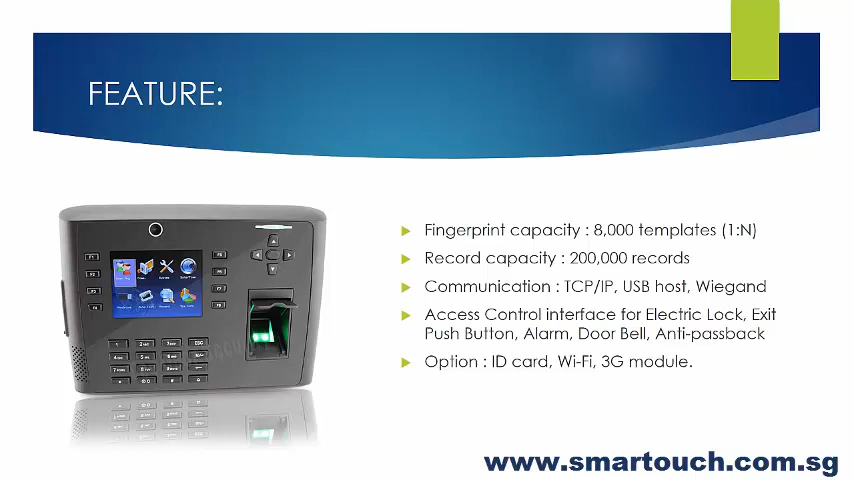 FEATURE:
Fingerprint capacity : 8,000 templates (1:N)
Record capacity : 200,000 records
Communication : TCP/IP, USB host, Wiegand
Access Control interface for Electric Lock, Exit
Push Button, Alarm, Door Bell, Anti-passback
Option : ID card, Wi-Fi, 3G module.
www.smartouch.com.sg